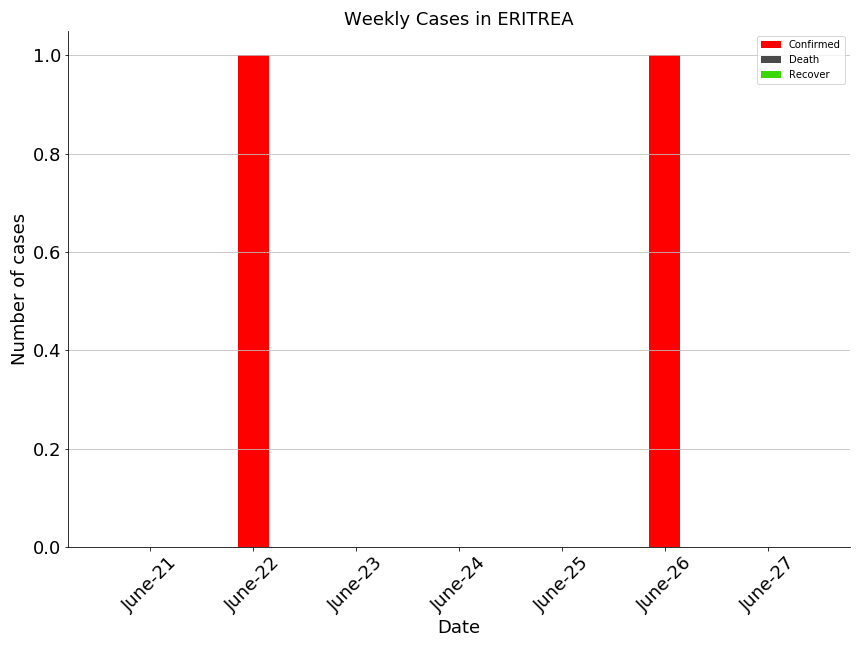 Weekly Cases in ERITREA
Confirmed
Death
Recover
Number of cases
1.0
0.8
0.6
0.4
0.2
0.0
June-21
June-22
June-23
June-24
June-25
June-26
June-27
Date